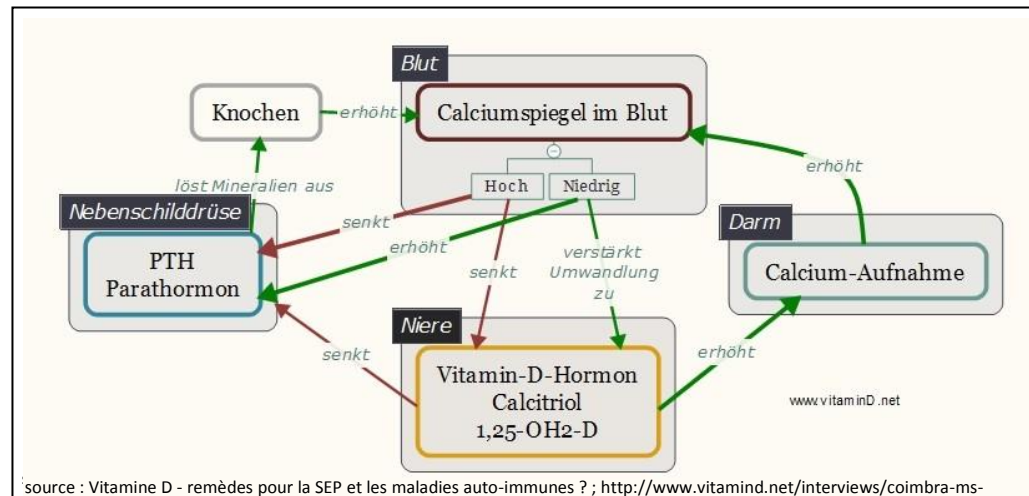 Blut
Knochen
erhöht
Calciumspiegel im Blut
erhöht
löst Mineralien aus
Hoch
Niedrig
Nebenschilddrüse
senkt
erhöht
Darm
PTH
Parathormon
verstärkt
Umwandlung
zu
senkt
Calcium-Aufnahme
Niere
senkt
erhöht
Vitamin-D-Hormon
Calcitriol
1,25-OH2-D
www.vitaminD.net
source : Vitamine D - remèdes pour la SEP et les maladies auto-immunes ? ; http://www.vitamind.net/interviews/coimbra-ms-